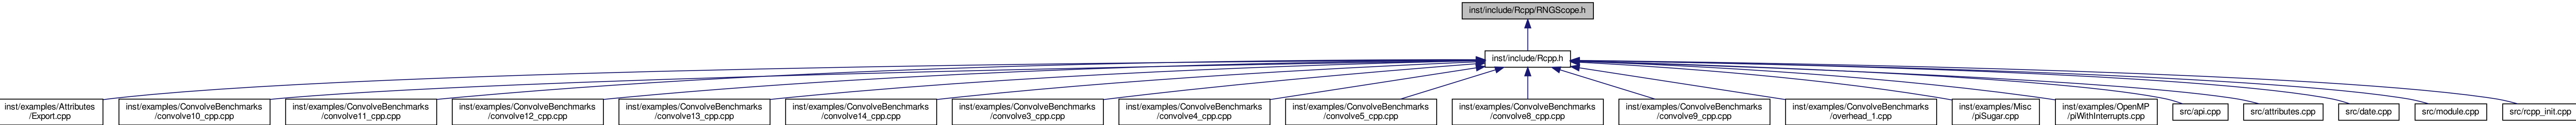 inst/include/Rcpp/RNGScope.h
inst/include/Rcpp.h
inst/examples/Attributes
/Export.cpp
inst/examples/ConvolveBenchmarks
/convolve10_cpp.cpp
inst/examples/ConvolveBenchmarks
/convolve11_cpp.cpp
inst/examples/ConvolveBenchmarks
/convolve12_cpp.cpp
inst/examples/ConvolveBenchmarks
/convolve13_cpp.cpp
inst/examples/ConvolveBenchmarks
/convolve14_cpp.cpp
inst/examples/ConvolveBenchmarks
/convolve3_cpp.cpp
inst/examples/ConvolveBenchmarks
/convolve4_cpp.cpp
inst/examples/ConvolveBenchmarks
/convolve5_cpp.cpp
inst/examples/ConvolveBenchmarks
/convolve8_cpp.cpp
inst/examples/ConvolveBenchmarks
/convolve9_cpp.cpp
inst/examples/ConvolveBenchmarks
/overhead_1.cpp
inst/examples/Misc
/piSugar.cpp
inst/examples/OpenMP
/piWithInterrupts.cpp
src/api.cpp
src/attributes.cpp
src/date.cpp
src/module.cpp
src/rcpp_init.cpp